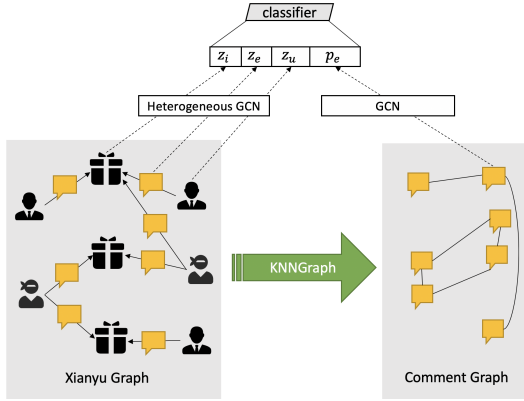 classifier
z_i z_e z_u p_e
Heterogeneous GCN
GCN
KNNGraph
Xianyu Graph
Comment Graph